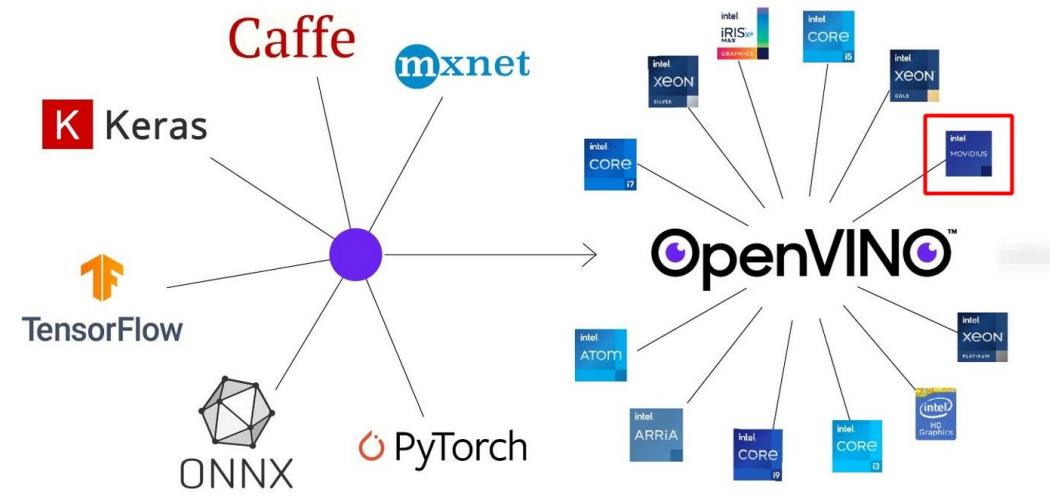 Caffe
mxnet
K Keras
TensorFlow
ONNX
PyTorch
intel
iRIS Xe
MAX
GRAPHICS
intel
CORE
i5
intel
XEON
SILVER
intel
XEON
GOLD
intel
MOVIDIUS
intel
CORE
i7
OpenVINO™
intel
ATOM
intel
XEON
PLATINUM
intel
ARRiA
intel
CORE
i9
intel
CORE
i3
intel
HD
Graphics